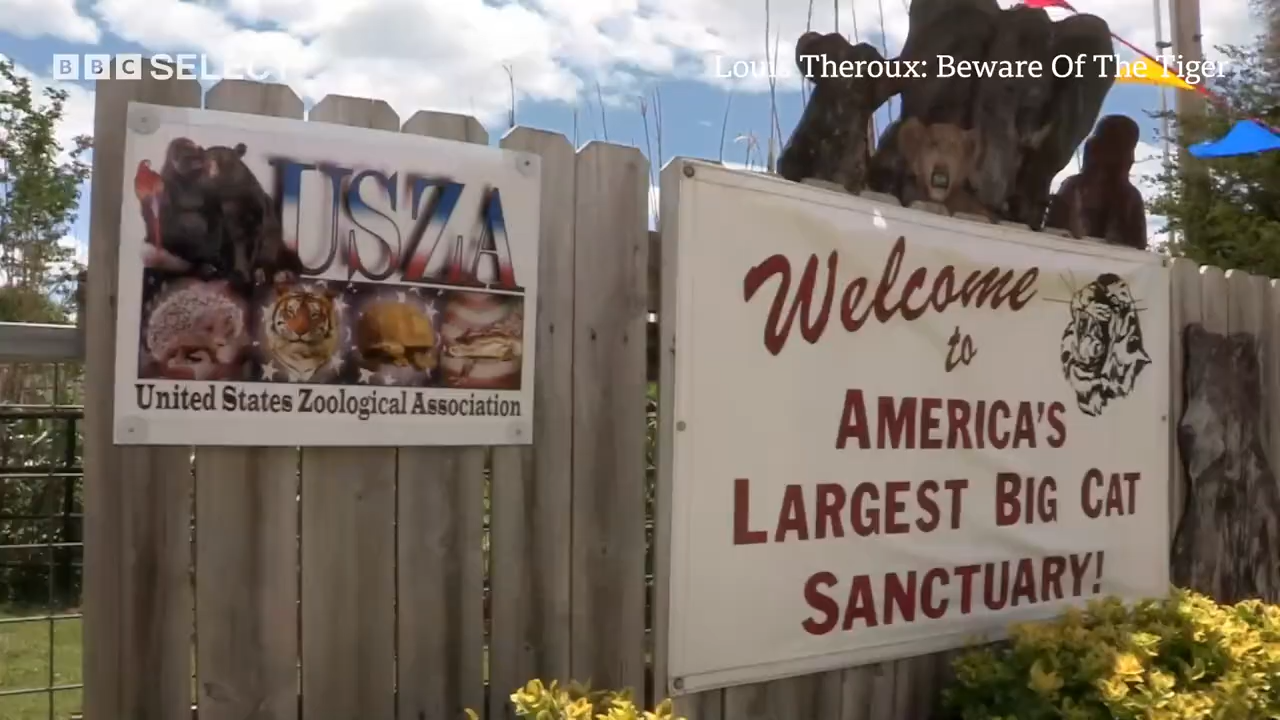 BBC SELECT
Louis Theroux: Beware Of The Tiger
USZA
United States Zoological Association
Welcome
to
AMERICA'S
LARGEST BIG CAT
SANCTUARY!